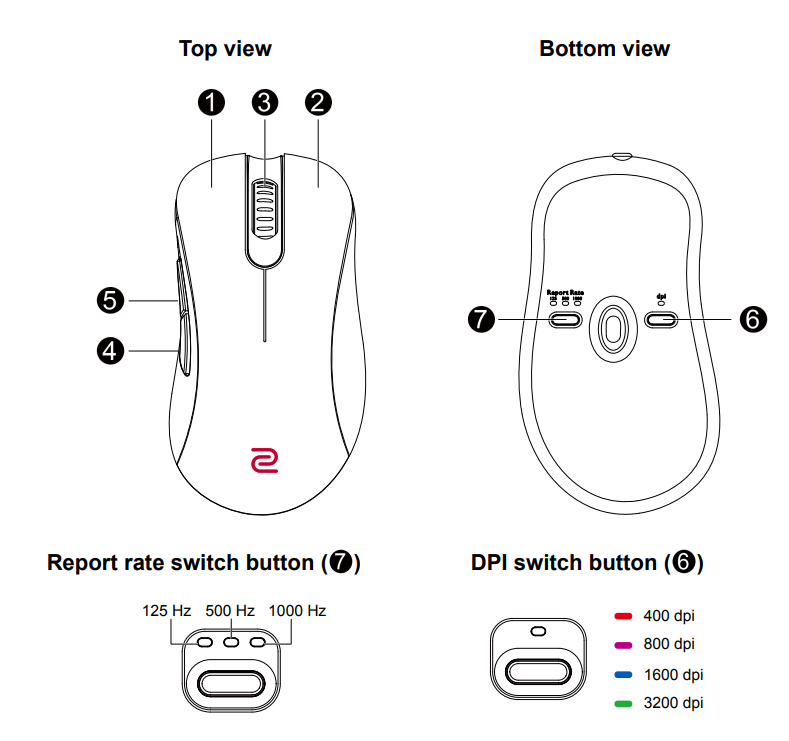 Top view
Bottom view
1 3 2
5
4
Report Rate
125 500 1000
dpi
7
6
Report rate switch button (7)
DPI switch button (6)
125 Hz 500 Hz 1000 Hz
400 dpi
800 dpi
1600 dpi
3200 dpi